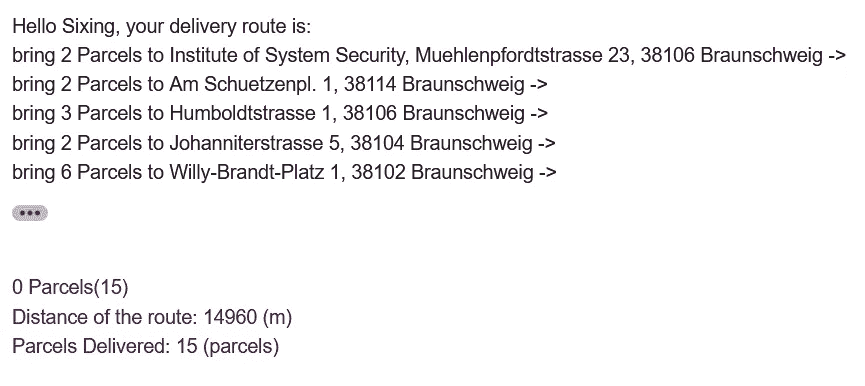 Hello Sixing, your delivery route is:
bring 2 Parcels to Institute of System Security, Muehlenpfordtstrasse 23, 38106 Braunschweig ->
bring 2 Parcels to Am Schuetzenpl. 1, 38114 Braunschweig ->
bring 3 Parcels to Humboldtstrasse 1, 38106 Braunschweig ->
bring 2 Parcels to Johanniterstrasse 5, 38104 Braunschweig ->
bring 6 Parcels to Willy-Brandt-Platz 1, 38102 Braunschweig ->
•••
0 Parcels(15)
Distance of the route: 14960 (m)
Parcels Delivered: 15 (parcels)